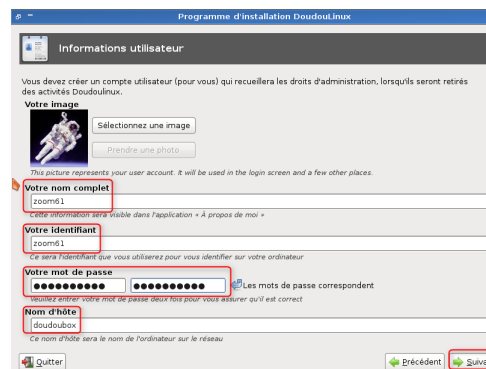 Programme d'installation DoudouLinux
Informations utilisateur
Vous devez créer un compte utilisateur (pour vous) qui recueillera les droits d'administration, lorsqu'ils seront retirés
des activités Doudoulinux.
Votre image
Sélectionnez une image
Prendre une photo
This picture represents your user account. It will be used in the login screen and a few other places.
Votre nom complet
zoom61
Cette information sera visible dans l'application « À propos de moi »
Votre identifiant
zoom61
Ce sera l'identifiant que vous utiliserez pour vous identifier sur votre ordinateur
Votre mot de passe
●●●●●●●●●● ●●●●●●●●●● Les mots de passe correspondent
Veuillez entrer votre mot de passe deux fois pour vous assurer qu'il est correct
Nom d'hôte
doudoubox
Ce nom d'hôte sera le nom de l'ordinateur sur le réseau
Quitter Précédent Suiva